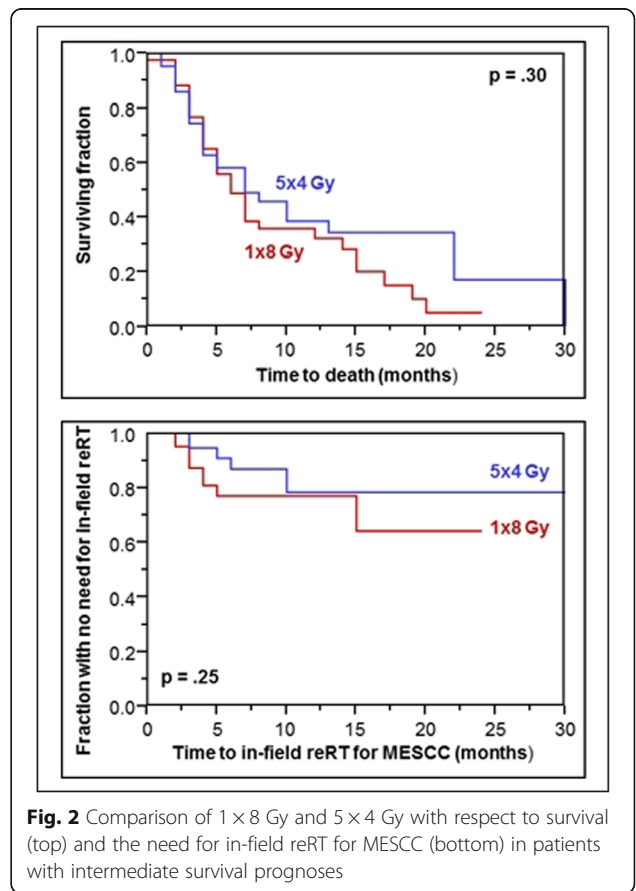 Surviving fraction
1.0
0.8
0.6
0.4
0.2
0.0
p = .30
5x4 Gy
1x8 Gy
0 5 10 15 20 25 30
Time to death (months)
Fraction with no need for in-field reRT
1.0
0.8
0.6
0.4
0.2
0.0
5x4 Gy
1x8 Gy
p = .25
0 5 10 15 20 25 30
Time to in-field reRT for MESCC (months)
Fig. 2 Comparison of 1 × 8 Gy and 5 × 4 Gy with respect to survival
(top) and the need for in-field reRT for MESCC (bottom) in patients
with intermediate survival prognoses